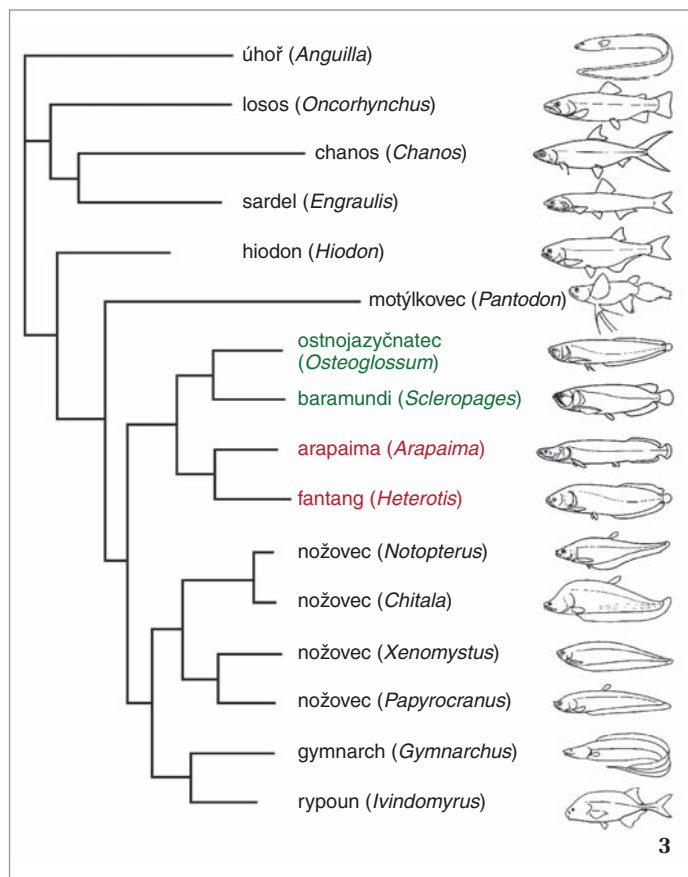 úhoř (Anguilla)
losos (Oncorhynchus)
chanos (Chanos)
sardel (Engraulis)
hiodon (Hiodon)
motýlkovec (Pantodon)
ostnojazyčnatec
(Osteoglossum)
baramundi (Scleropages)
arapaima (Arapaima)
fantang (Heterotis)
nožovec (Notopterus)
nožovec (Chitala)
nožovec (Xenomystus)
nožovec (Papyrocranus)
gymnarch (Gymnarchus)
rypoun (Ivindomyrus)
3